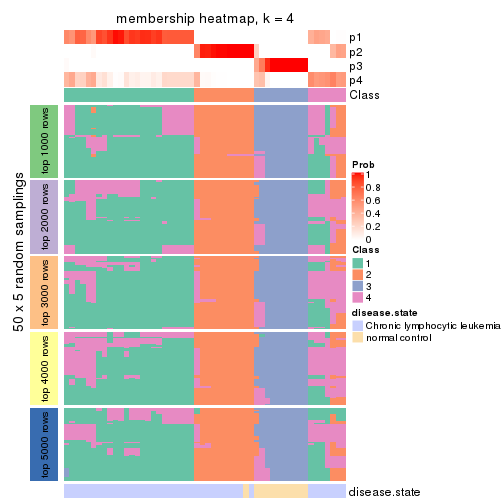 membership heatmap, k = 4
p1
p2
p3
p4
Class
50 x 5 random samplings
top 1000 rows
top 2000 rows
top 3000 rows
top 4000 rows
top 5000 rows
Prob
1
0.8
0.6
0.4
0.2
0
Class
1
2
3
4
disease.state
Chronic lymphocytic leukemia
normal control
disease.state